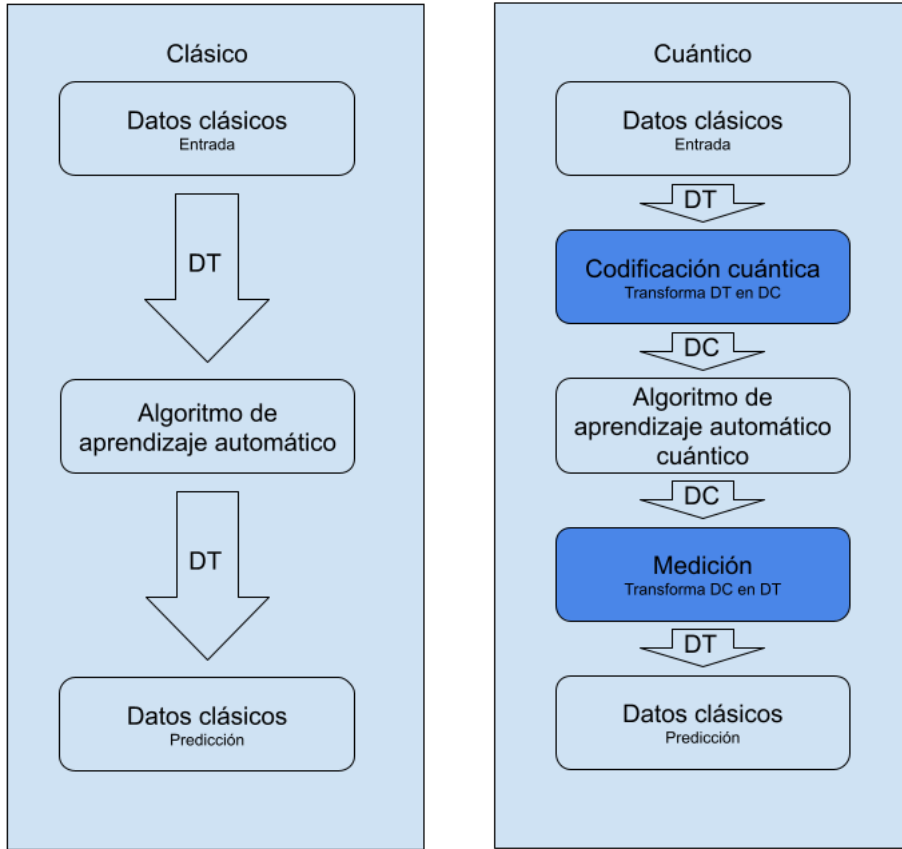 Clásico
Datos clásicos
Entrada
DT
Algoritmo de
aprendizaje automático
DT
Datos clásicos
Predicción
Cuántico
Datos clásicos
Entrada
DT
Codificación cuántica
Transforma DT en DC
DC
Algoritmo de
aprendizaje automático
cuántico
DC
Medición
Transforma DC en DT
DT
Datos clásicos
Predicción